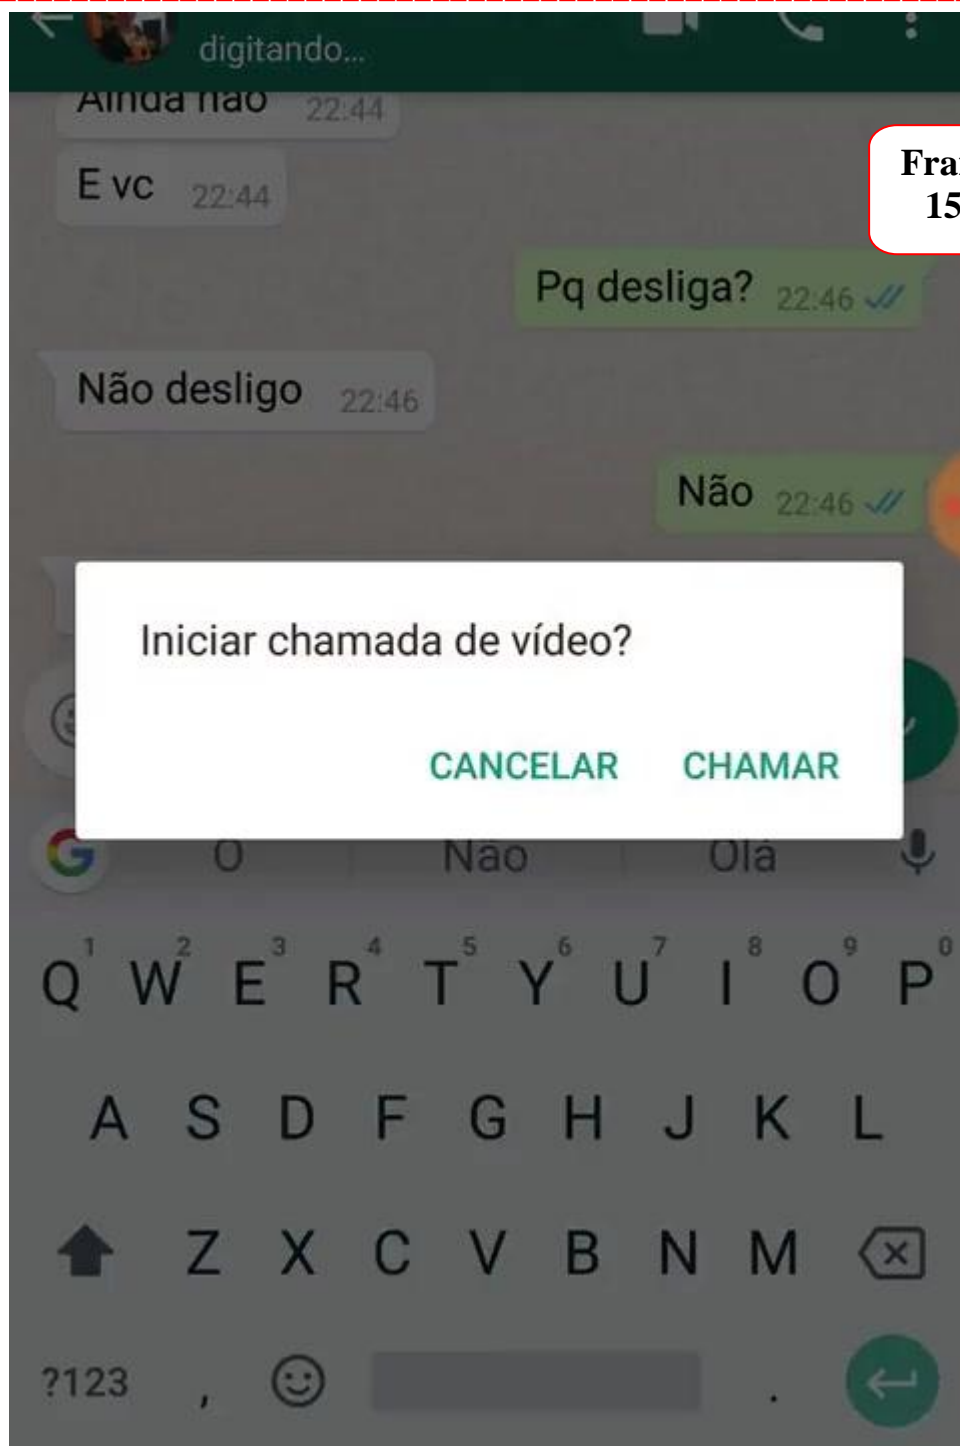 digitando...
Ainda não 22:44
Fra
15
E vc 22:44
Pq desliga? 22:46
Não desligo 22:46
Não 22:46
Iniciar chamada de vídeo?
CANCELAR CHAMAR
O Não Olá
1 2 3 4 5 6 7 8 9 0
Q W E R T Y U I O P
A S D F G H J K L
Z X C V B N M
?123 , .